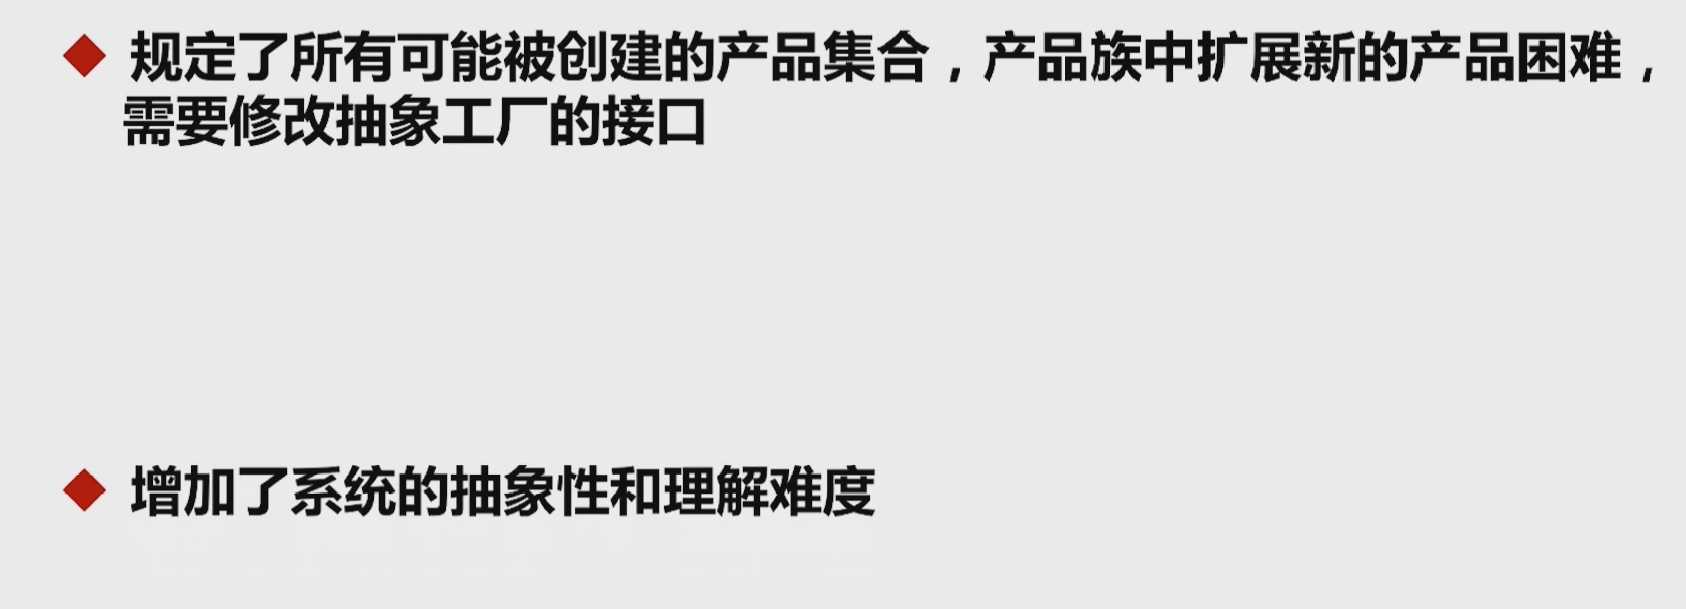 规定了所有可能被创建的产品集合，产品族中扩展新的产品困难，
需要修改抽象工厂的接口
增加了系统的抽象性和理解难度